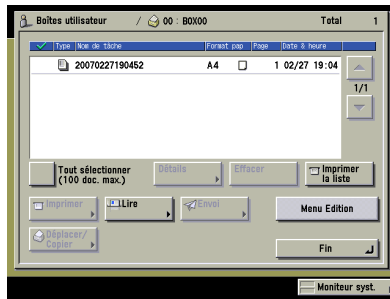 Boîtes utilisateur / 00 : BOX00 Total 1
Type Nom de tâche Format pap Page Date & heure
20070227190452 A4 1 02/27 19:04
1/1
Tout sélectionner
(100 doc. max.)
Détails
Effacer
Imprimer
la liste
Imprimer
Lire
Envoi
Menu Edition
Déplacer/
Copier
Fin
Moniteur syst.